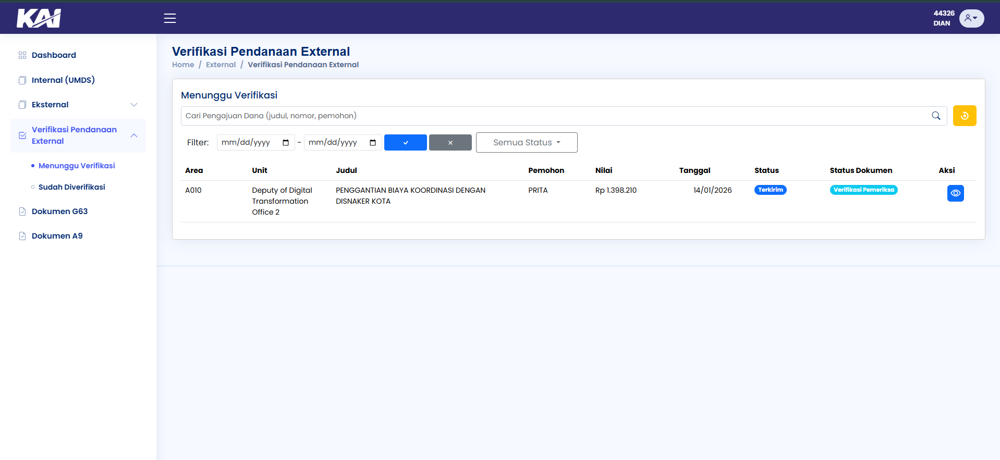 KAI
44326
DIAN
Dashboard
Internal (UMDS)
Eksternal
Verifikasi Pendanaan
External
Menunggu Verifikasi
Sudah Diverifikasi
Dokumen G63
Dokumen A9
Verifikasi Pendanaan External
Home / External / Verifikasi Pendanaan External
Menunggu Verifikasi
Cari Pengajuan Dana (judul, nomor, pemohon)
Filter: mm/dd/yyyy - mm/dd/yyyy Semua Status
Area Unit Judul Pemohon Nilai Tanggal Status Status Dokumen Aksi
A010 Deputy of Digital PENGGANTIAN BIAYA KOORDINASI DENGAN PRITA Rp 1.398.210 14/01/2026 Terkirim Verifikasi Pemeriksa
Transformation DISNAKER KOTA
Office 2